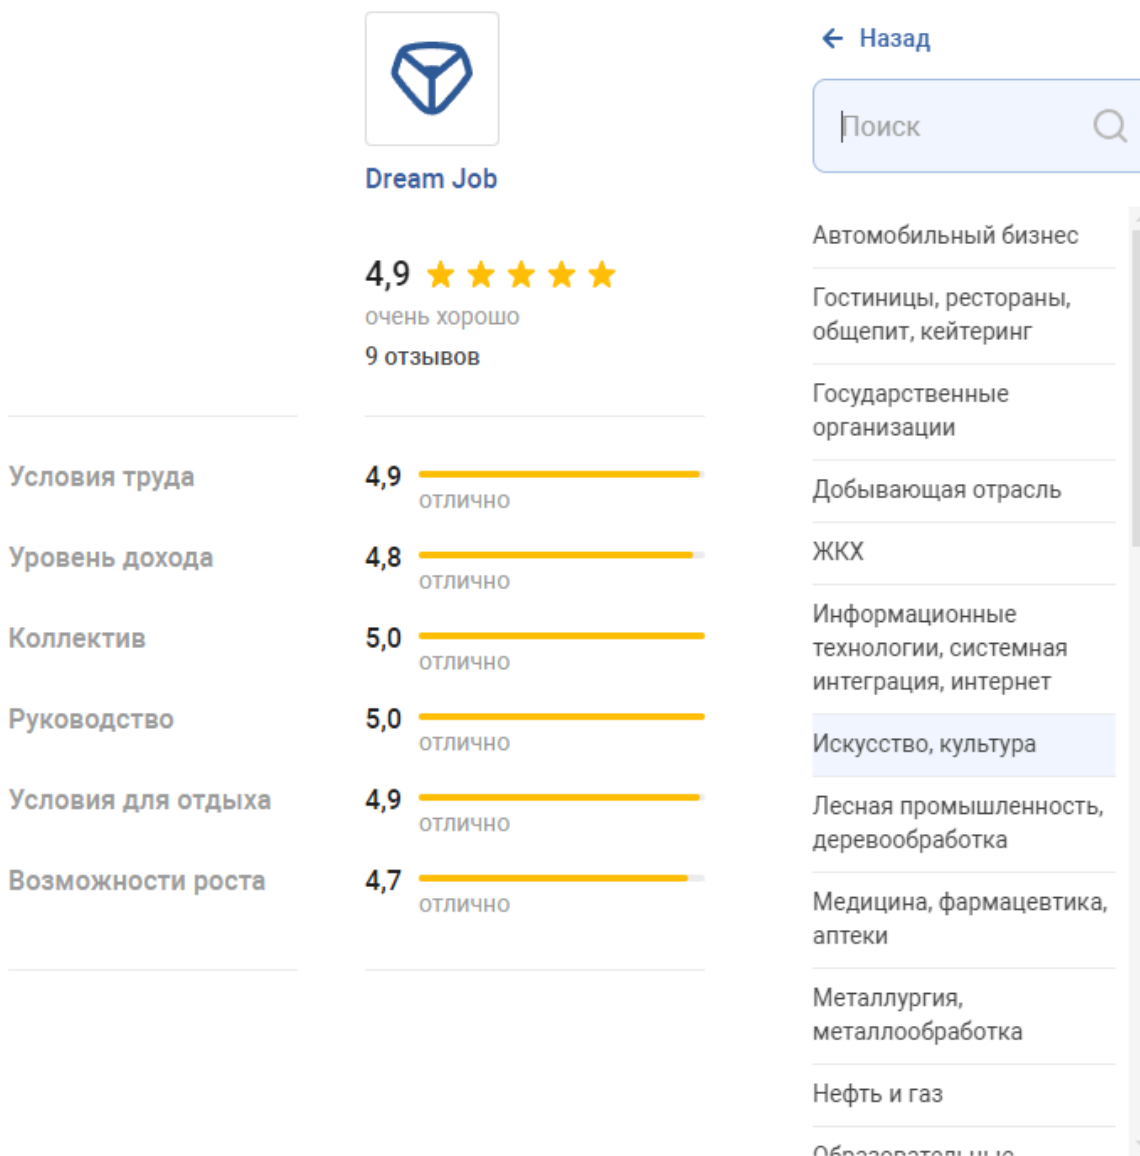 Dream Job
4,9
очень хорошо
9 отзывов
Условия труда
4,9
отлично
Уровень дохода
4,8
отлично
Коллектив
5,0
отлично
Руководство
5,0
отлично
Условия для отдыха
4,9
отлично
Возможности роста
4,7
отлично
Назад
Поиск
Автомобильный бизнес
Гостиницы, рестораны,
общепит, кейтеринг
Государственные
организации
Добывающая отрасль
ЖКХ
Информационные
технологии, системная
интеграция, интернет
Искусство, культура
Лесная промышленность,
деревообработка
Медицина, фармацевтика,
аптеки
Металлургия,
металлообработка
Нефть и газ
Образовательные